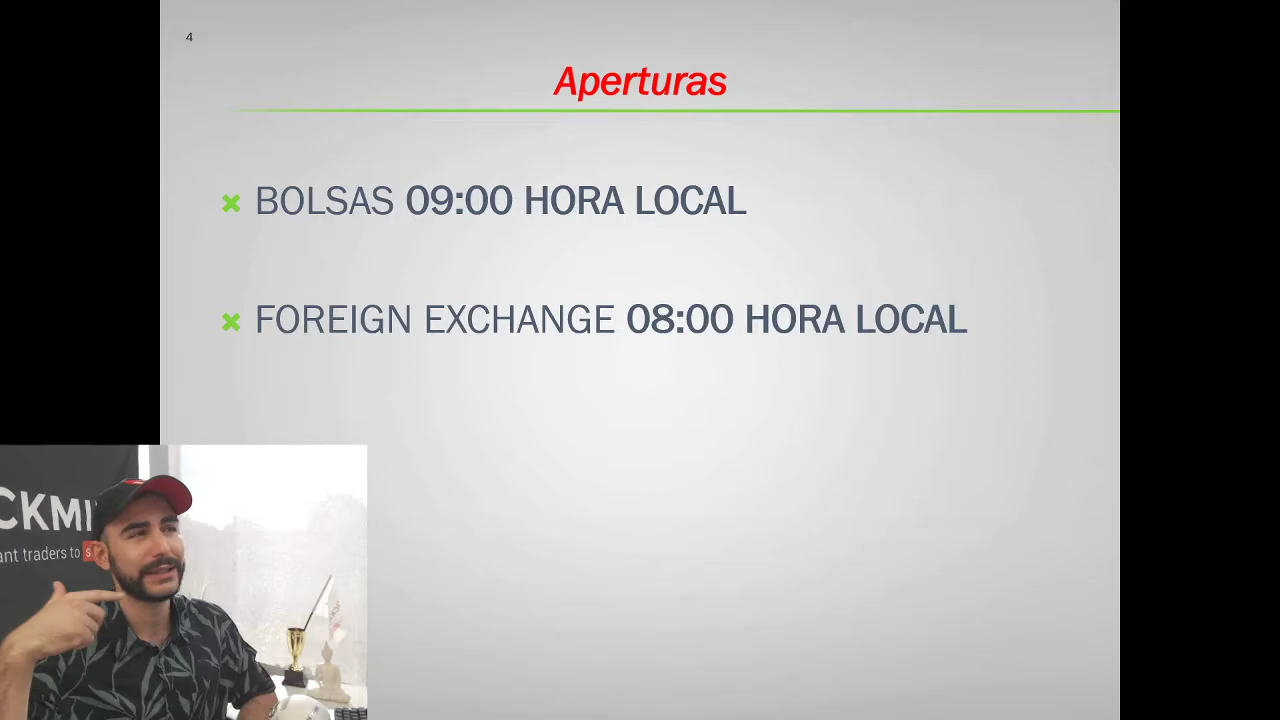 4
Aperturas
BOLSAS 09:00 HORA LOCAL
FOREIGN EXCHANGE 08:00 HORA LOCAL
CKMI
ant traders to s